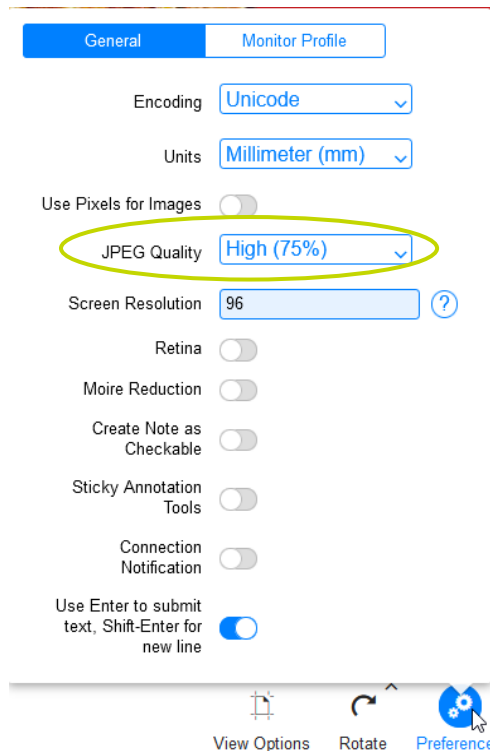 General Monitor Profile
Encoding Unicode
Units Millimeter (mm)
Use Pixels for Images
JPEG Quality High (75%)
Screen Resolution 96 ?
Retina
Moire Reduction
Create Note as
Checkable
Sticky Annotation
Tools
Connection
Notification
Use Enter to submit
text, Shift-Enter for
new line
View Options Rotate Preference